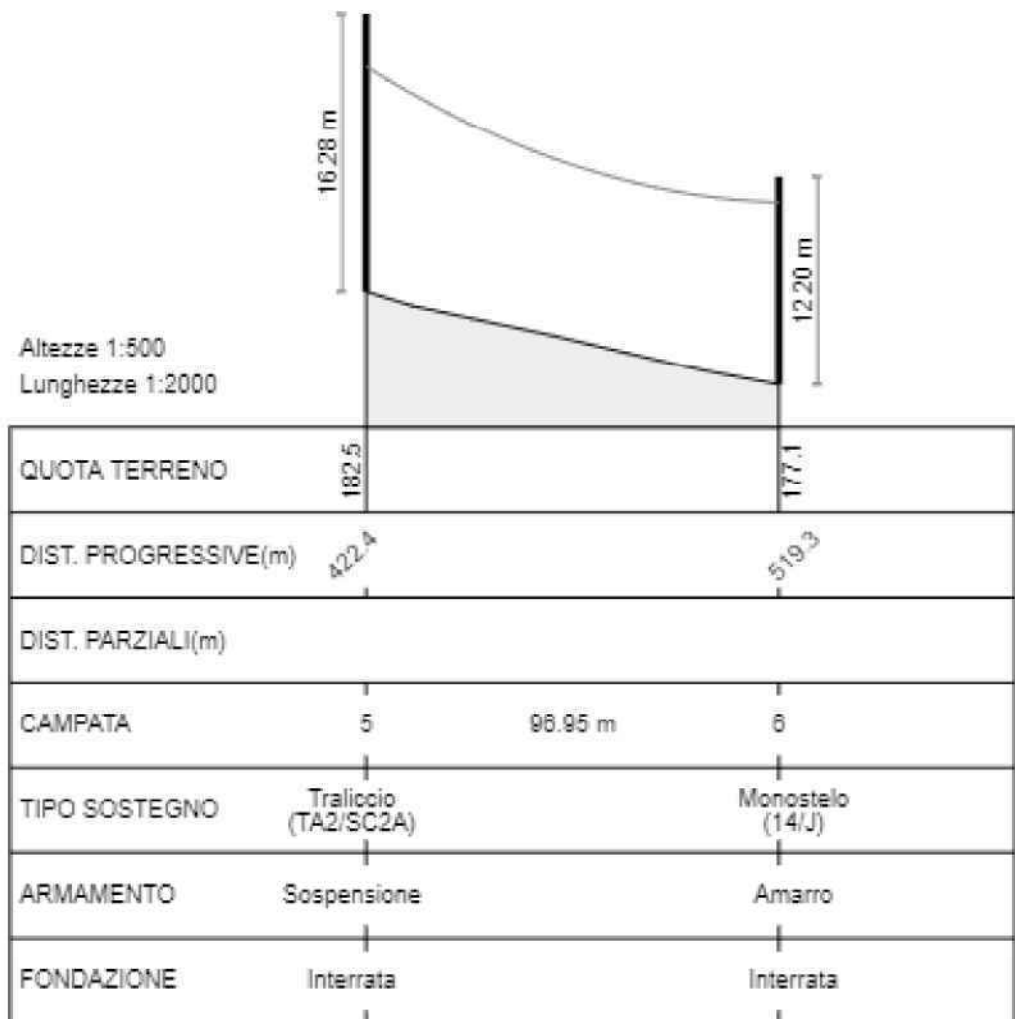 16.28 m
12.20 m
Altezze 1:500
Lunghezze 1:2000
QUOTA TERRENO 182.5 177.1
DIST. PROGRESSIVE(m) 422.4 519.3
DIST. PARZIALI(m)
CAMPATA 5 96.95 m 6
TIPO SOSTEGNO Traliccio Monostelo
(TA2/SC2A) (14/J)
ARMAMENTO Sospensione Amarro
FONDAZIONE Interrata Interrata